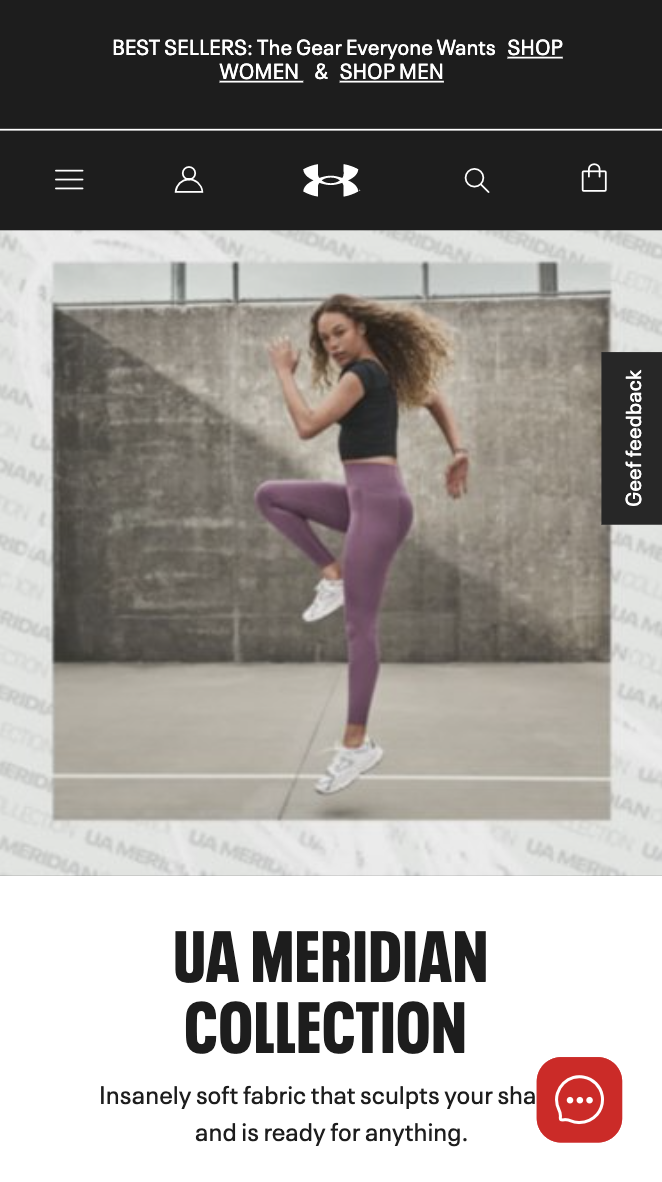 BEST SELLERS: The Gear Everyone Wants SHOP
WOMEN & SHOP MEN
Geef feedback
UA MERIDIAN
COLLECTION
Insanely soft fabric that sculpts your sha
and is ready for anything.